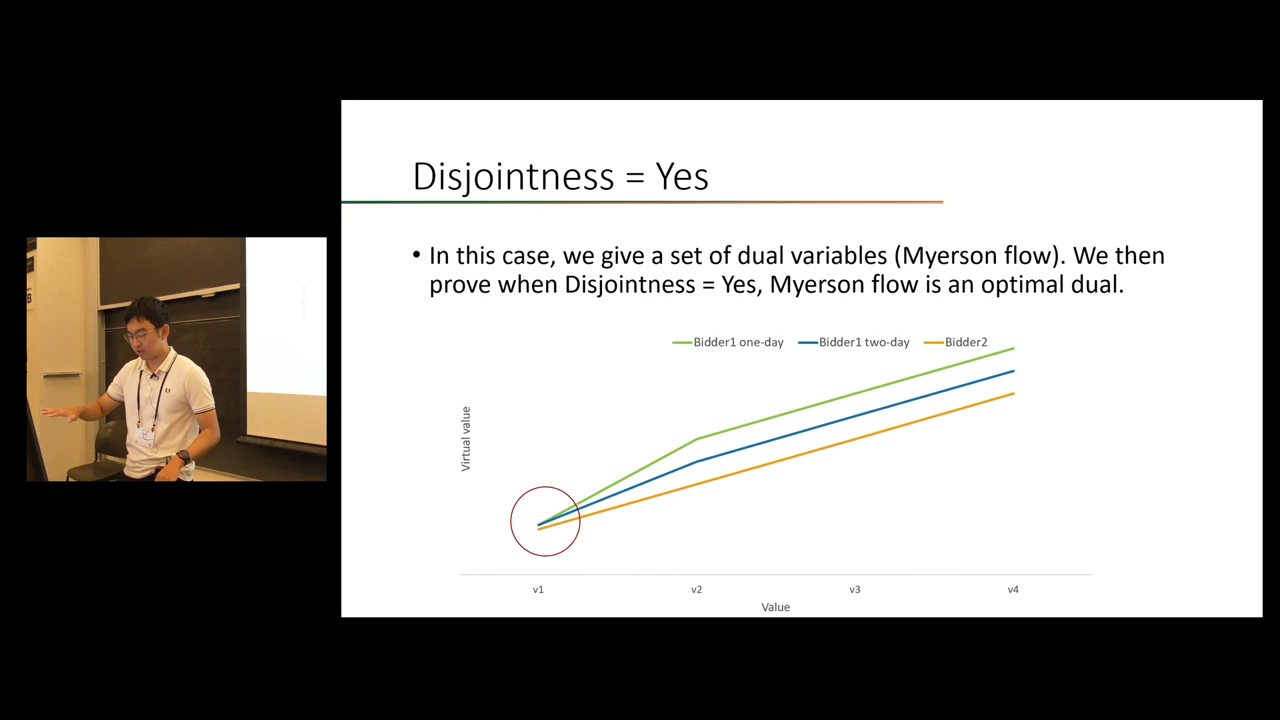 Disjointness = Yes
• In this case, we give a set of dual variables (Myerson flow). We then
prove when Disjointness = Yes, Myerson flow is an optimal dual.
Bidder1 one-day Bidder1 two-day Bidder2
Virtual value
v1 v2 v3 v4
Value
8